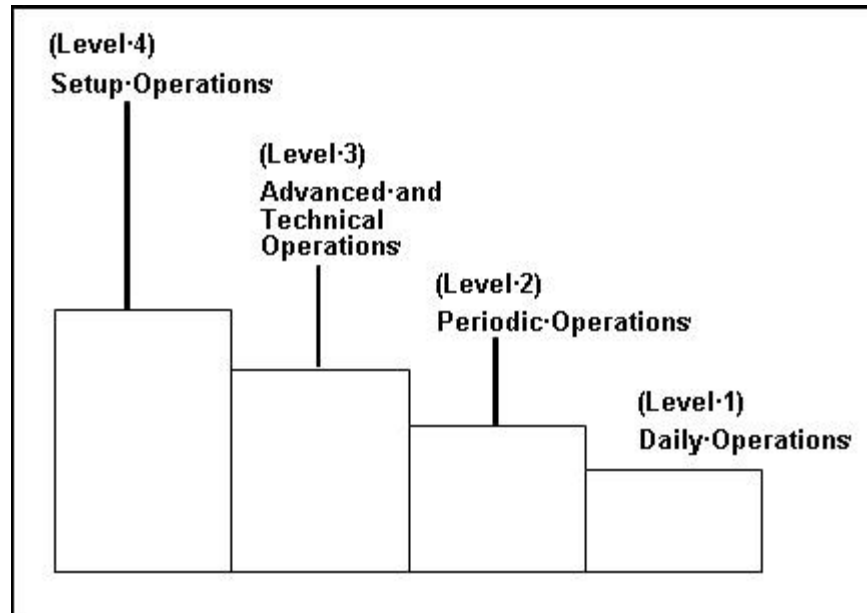 (Level·4)
Setup·Operations
(Level·3)
Advanced·and
Technical
Operations
(Level·2)
Periodic·Operations
(Level·1)
Daily·Operations